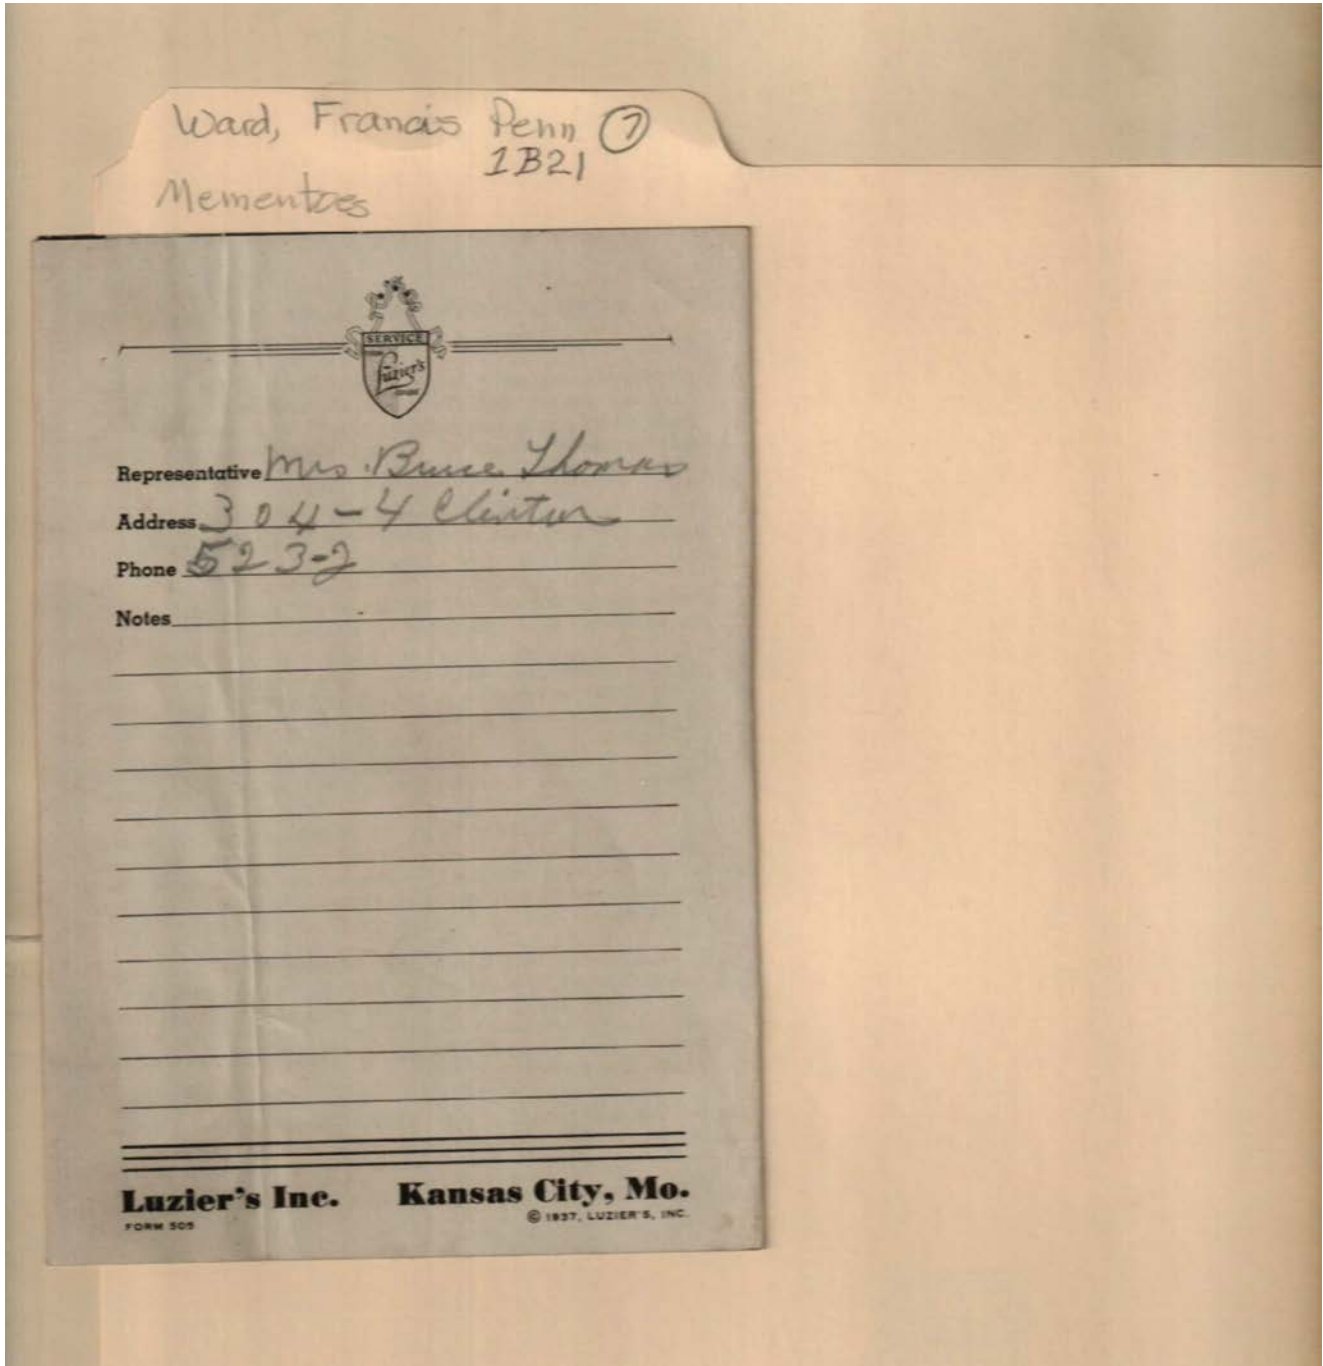 Ward, Francis Penn 7
1B21
Mementoes
SERVICE
Luzier's
Representative Mrs. Bruce Thomas
Address 304-4 Clinton
Phone 523-J
Notes
Luzier's Inc. Kansas City, Mo.
FORM 505
© 1937, LUZIER'S, INC.